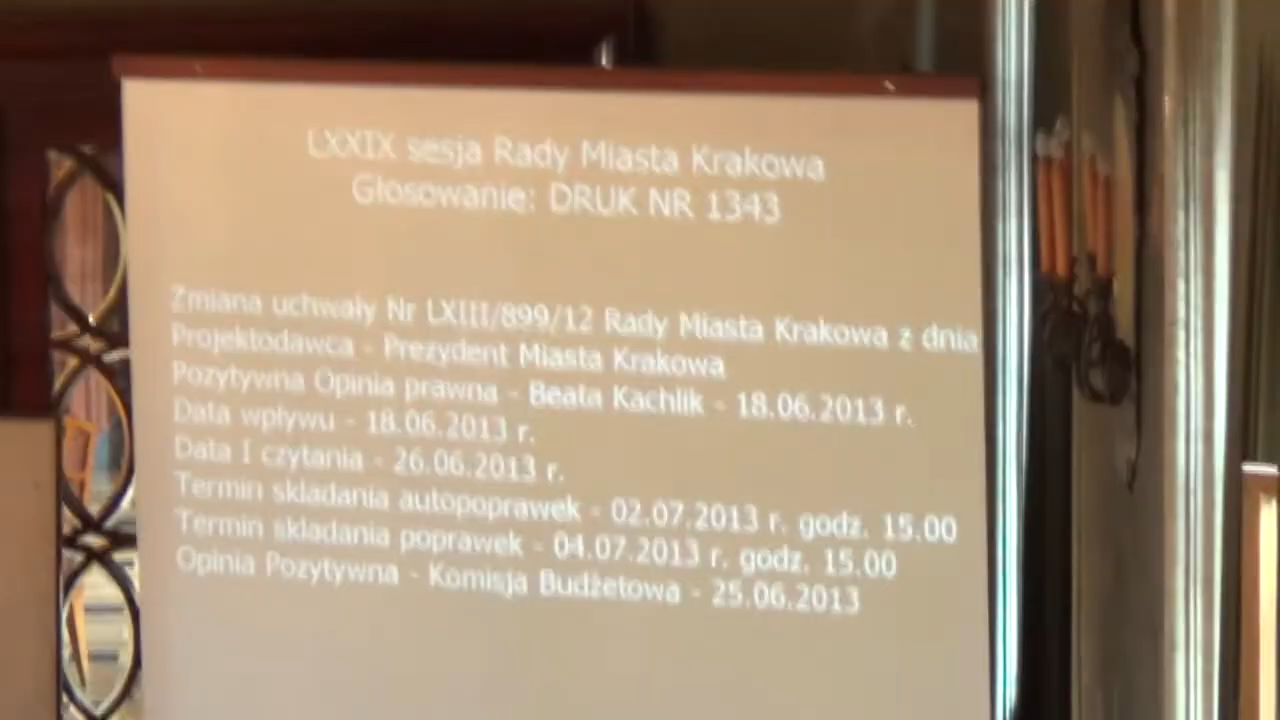 LXXIX sesja Rady Miasta Krakowa
Głosowanie: DRUK NR 1343
Zmiana uchwały Nr LXIII/899/12 Rady Miasta Krakowa z dnia
Projektodawca - Prezydent Miasta Krakowa
Pozytywna Opinia prawna - Beata Kachlik - 18.06.2013 r.
Data wpływu - 18.06.2013 r.
Data I czytania - 26.06.2013 r.
Termin składania autopoprawek - 02.07.2013 r. godz. 15.00
Termin składania poprawek - 04.07.2013 r. godz. 15.00
Opinia Pozytywna - Komisja Budżetowa - 25.06.2013